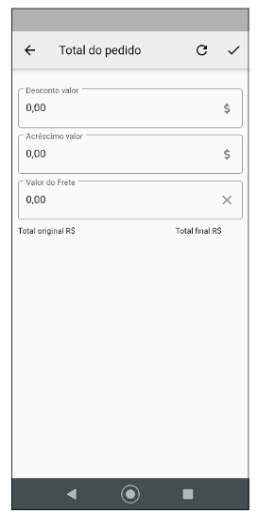 Total do pedido
Desconto valor
0,00 $
Acréscimo valor
0,00 $
Valor do Frete
0,00
Total original R$ Total final R$